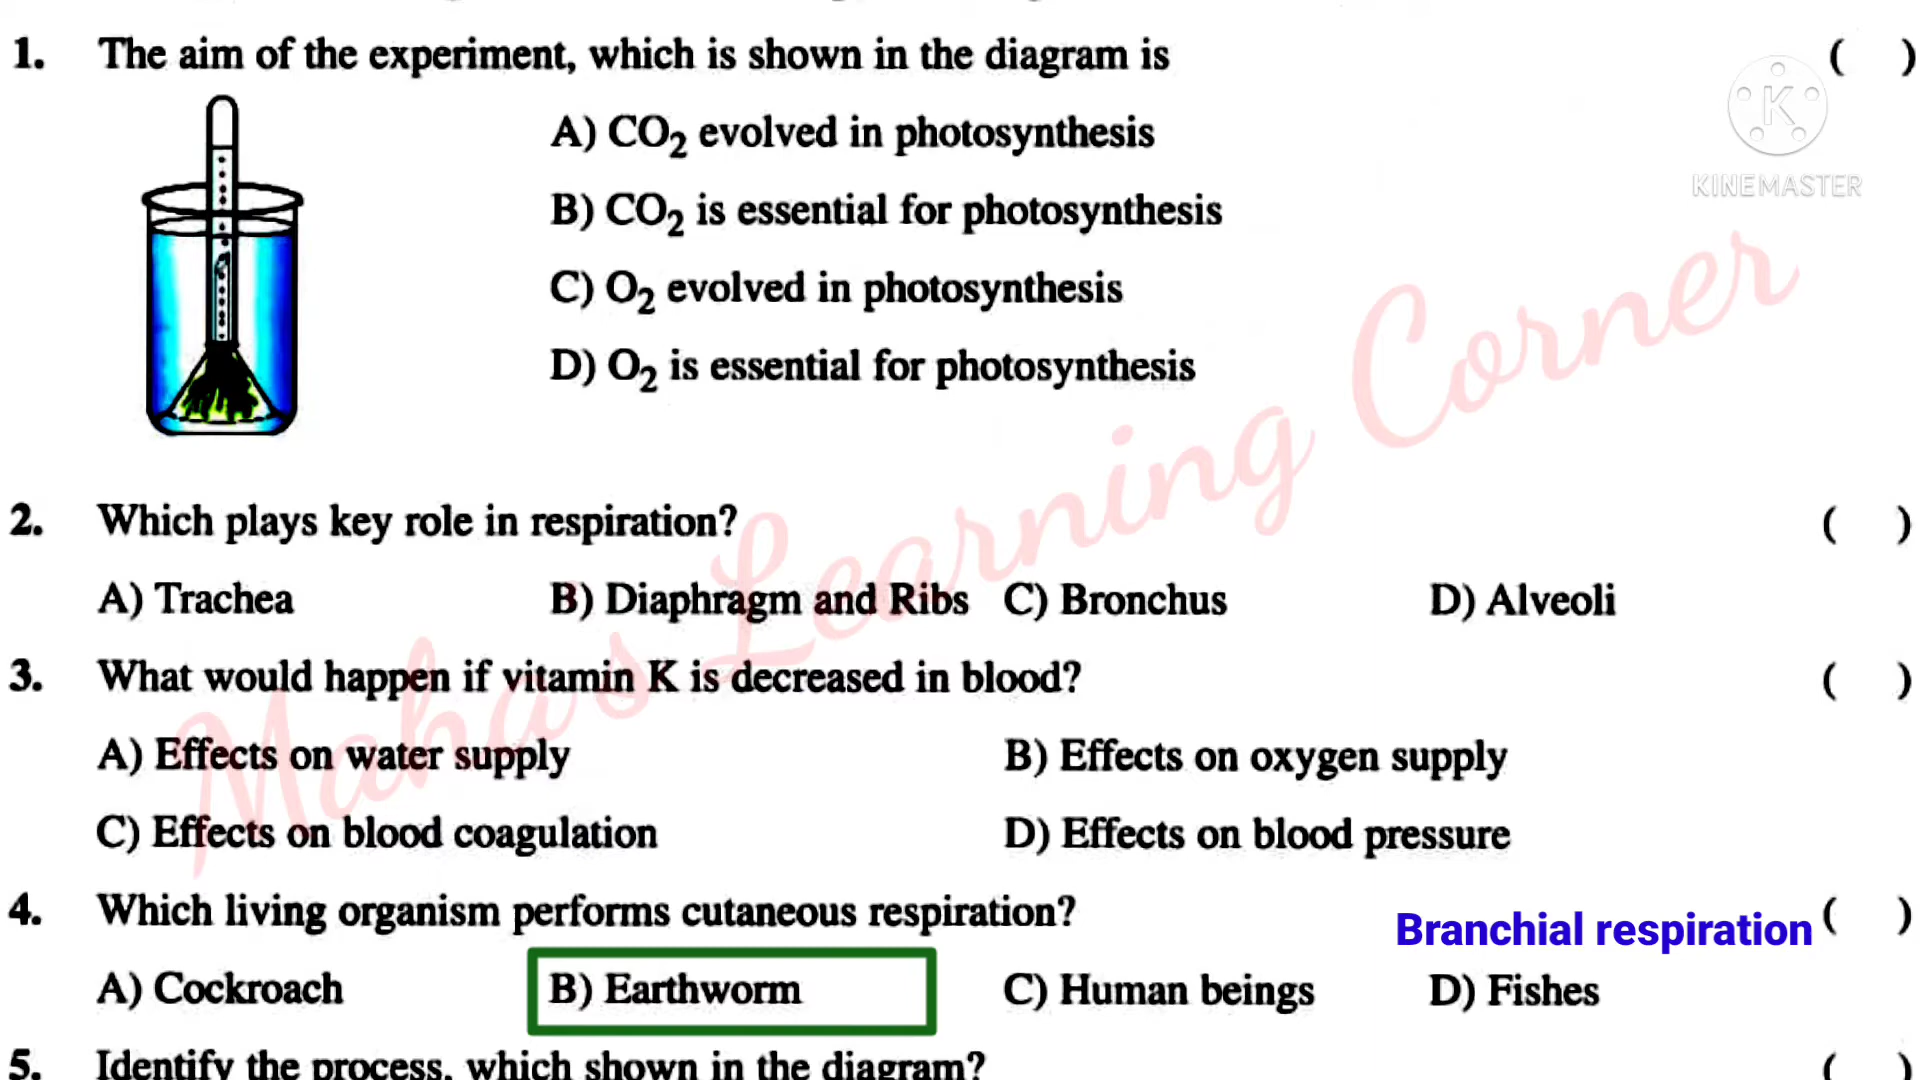 1. The aim of the experiment, which is shown in the diagram is ( )
A) CO₂ evolved in photosynthesis
B) CO₂ is essential for photosynthesis
C) O₂ evolved in photosynthesis
D) O₂ is essential for photosynthesis
K
KINEMASTER
2. Which plays key role in respiration? ( )
A) Trachea B) Diaphragm and Ribs C) Bronchus D) Alveoli
3. What would happen if vitamin K is decreased in blood? ( )
A) Effects on water supply B) Effects on oxygen supply
C) Effects on blood coagulation D) Effects on blood pressure
4. Which living organism performs cutaneous respiration? ( )
Branchial respiration
A) Cockroach B) Earthworm C) Human beings D) Fishes
5. Identify the process, which shown in the diagram? ( )
Maha's Learning Corner